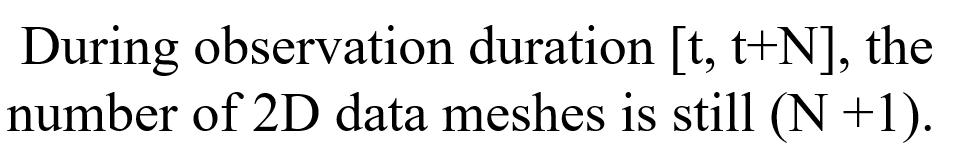 During observation duration [t, t+N], the
number of 2D data meshes is still (N +1).